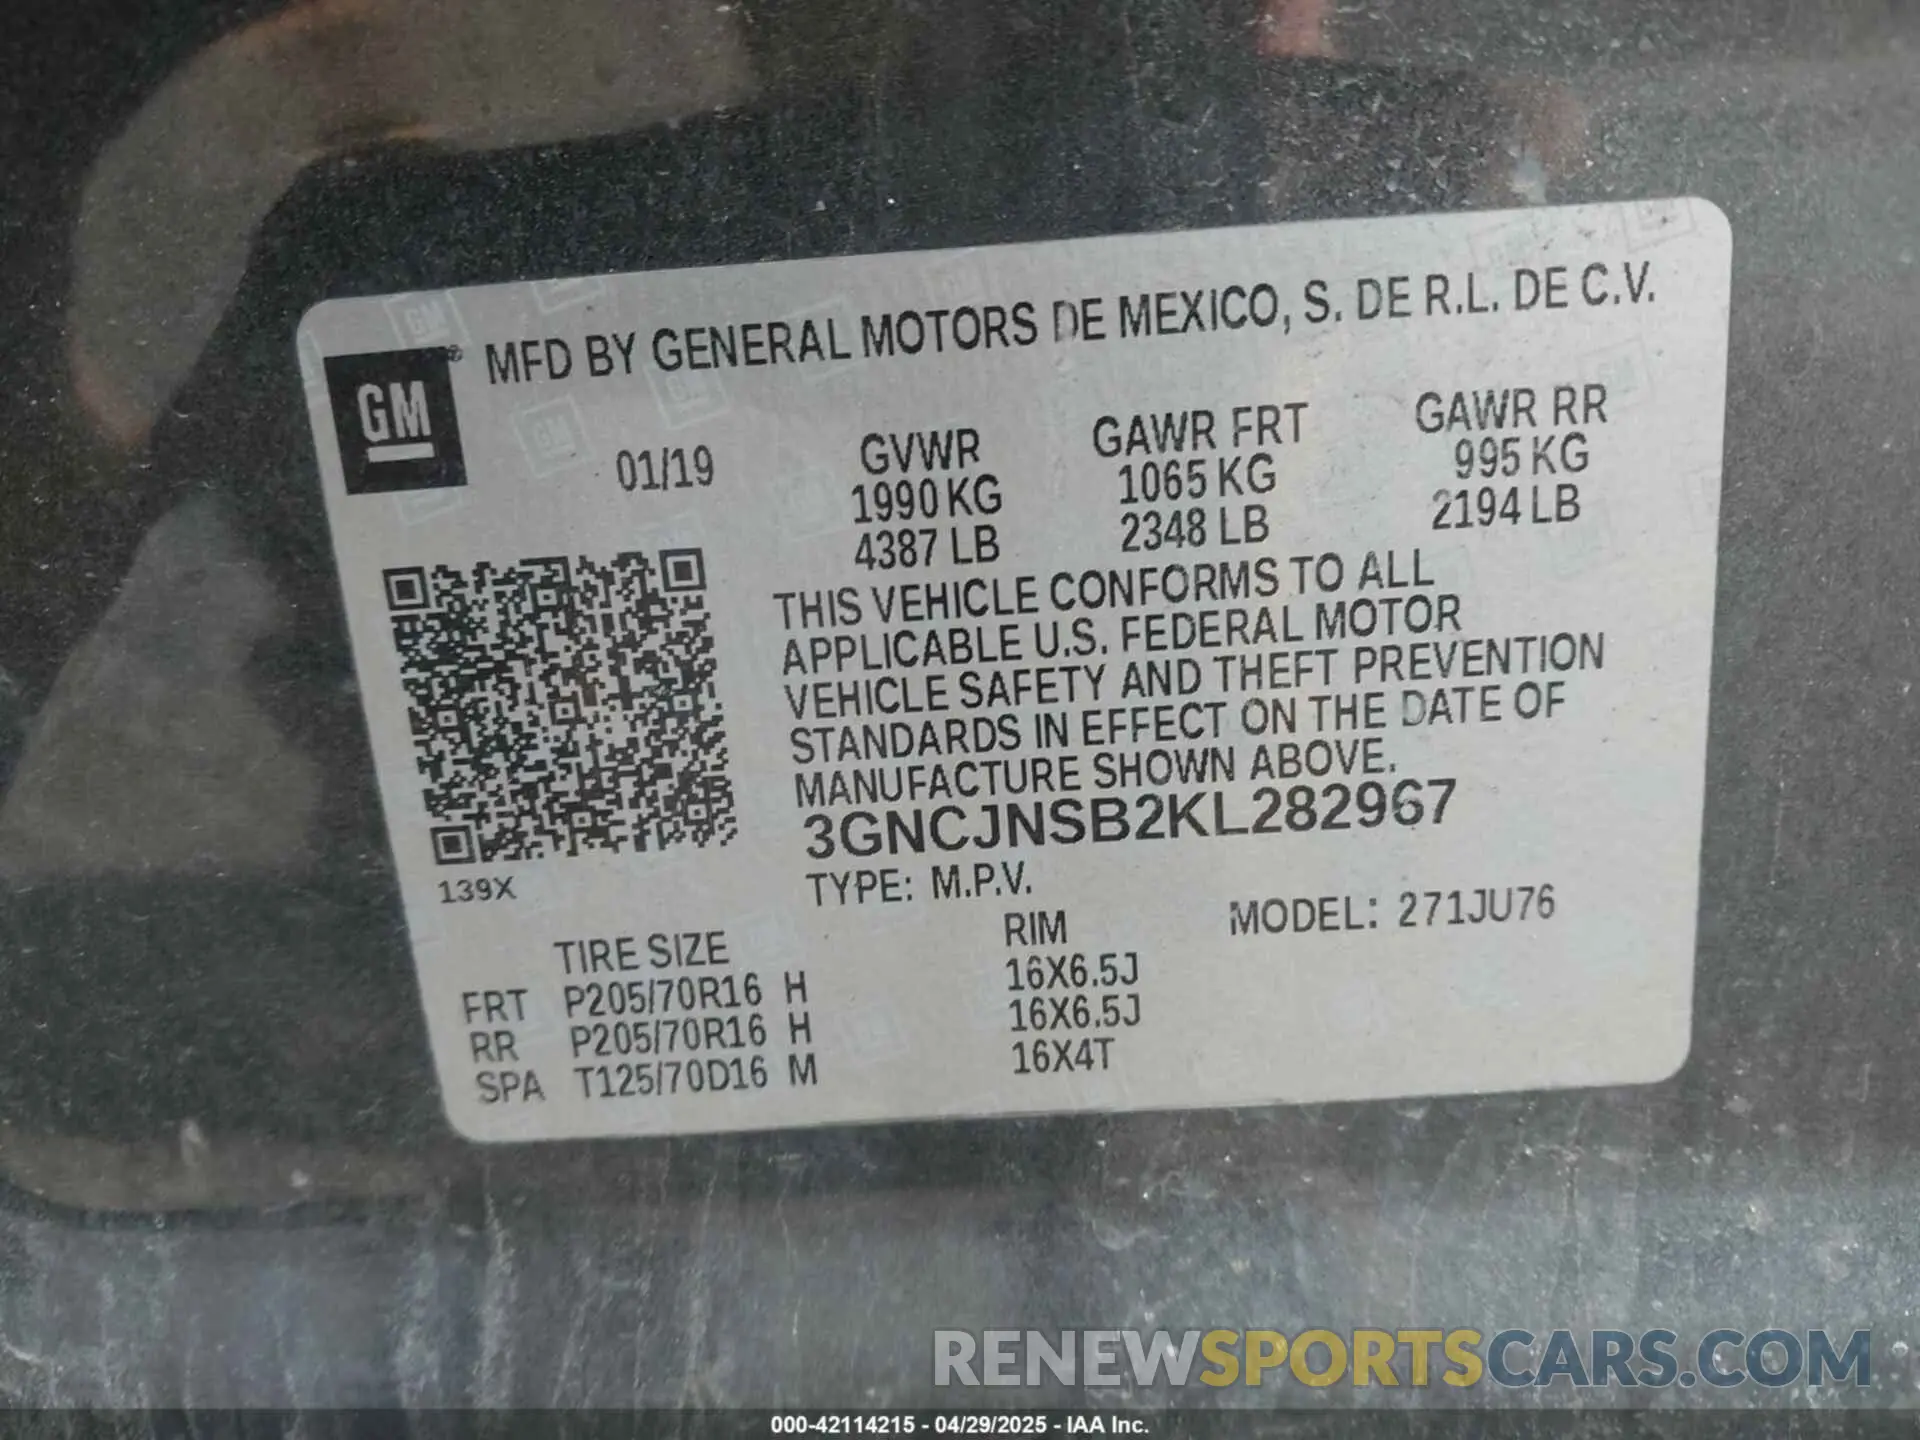 MFD BY GENERAL MOTORS DE MEXICO, S. DE R.L. DE C.V.
GM®
01/19
GVWR GAWR FRT GAWR RR
1990 KG 1065 KG 995 KG
4387 LB 2348 LB 2194 LB
THIS VEHICLE CONFORMS TO ALL
APPLICABLE U.S. FEDERAL MOTOR
VEHICLE SAFETY AND THEFT PREVENTION
STANDARDS IN EFFECT ON THE DATE OF
MANUFACTURE SHOWN ABOVE.
3GNCJNSB2KL282967
139X
TYPE: M.P.V.
MODEL: 271JU76
TIRE SIZE RIM
FRT P205/70R16 H 16X6.5J
RR P205/70R16 H 16X6.5J
SPA T125/70D16 M 16X4T
RENEWSPORTSCARS.COM
000-42114215 - 04/29/2025 - IAA Inc.